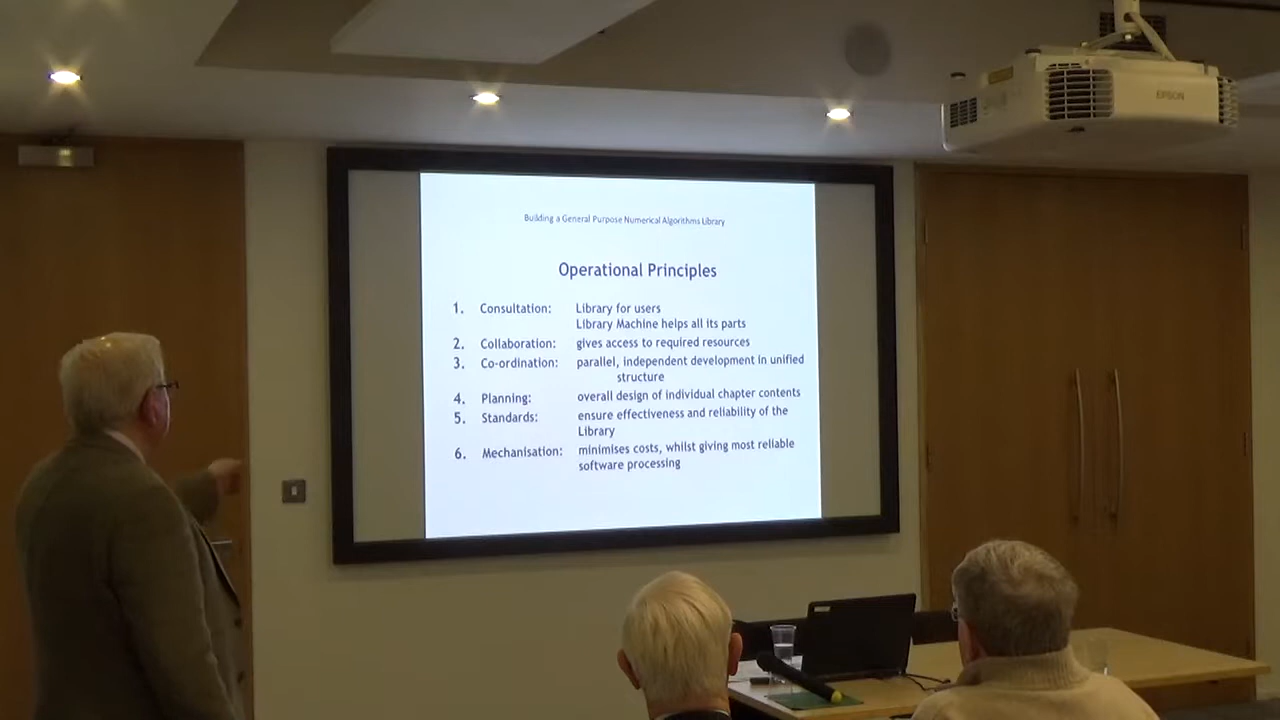 EPSON
Building a General Purpose Numerical Algorithms Library
Operational Principles
1. Consultation: Library for users
Library Machine helps all its parts
2. Collaboration: gives access to required resources
3. Co-ordination: parallel, independent development in unified
structure
4. Planning: overall design of individual chapter contents
5. Standards: ensure effectiveness and reliability of the
Library
6. Mechanisation: minimises costs, whilst giving most reliable
software processing